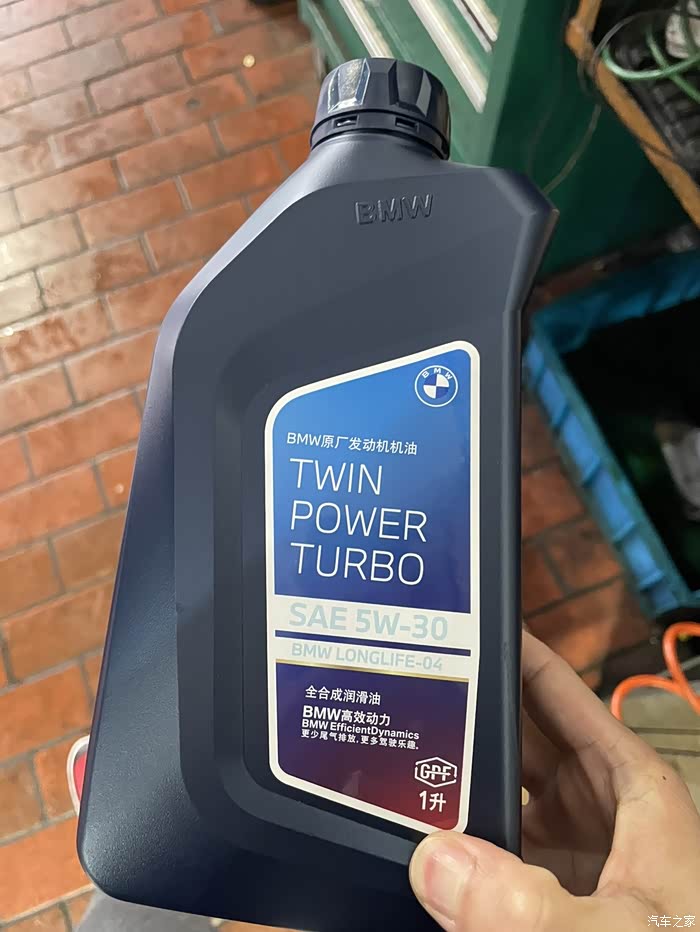 BMW
BMW
BMW原厂发动机机油
TWIN
POWER
TURBO
SAE 5W-30
BMW LONGLIFE-04
全合成润滑油
BMW高效动力
BMW EfficientDynamics
更少尾气排放,更多驾驶乐趣。
GPF
1升
汽车之家